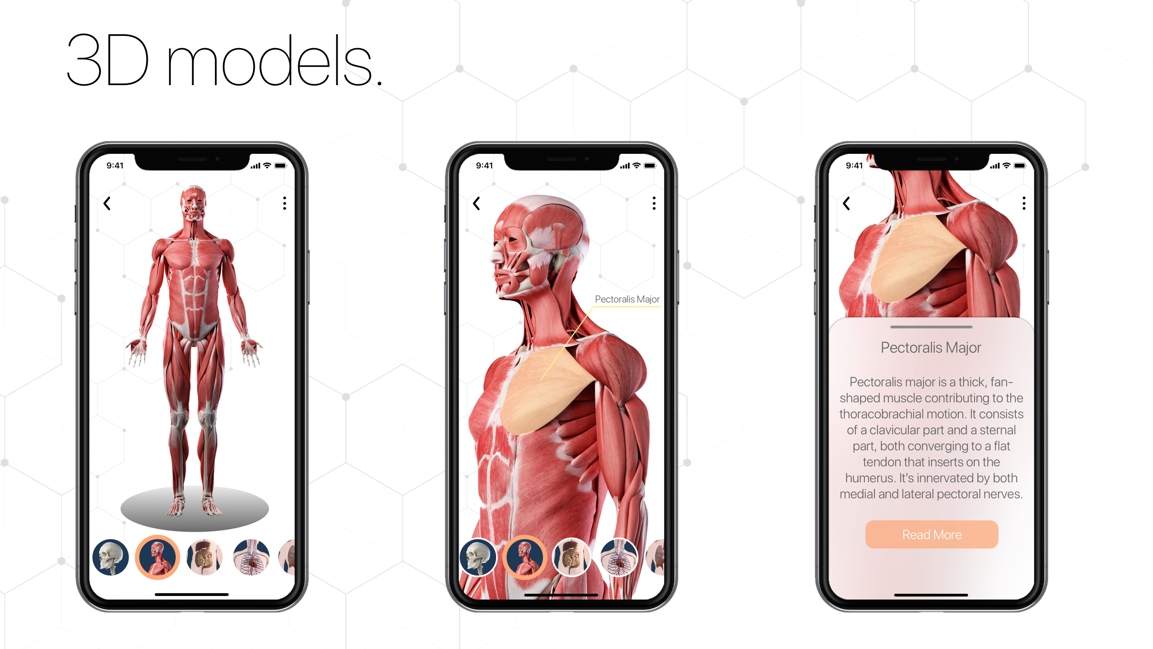 3D models.
9:41
9:41
Pectoralis Major
9:41
Pectoralis Major
Pectoralis major is a thick, fan-
shaped muscle contributing to the
thoracobrachial motion. It consists
of a clavicular part and a sternal
part, both converging to a flat
tendon that inserts on the
humerus. It's innervated by both
medial and lateral pectoral nerves.
Read More